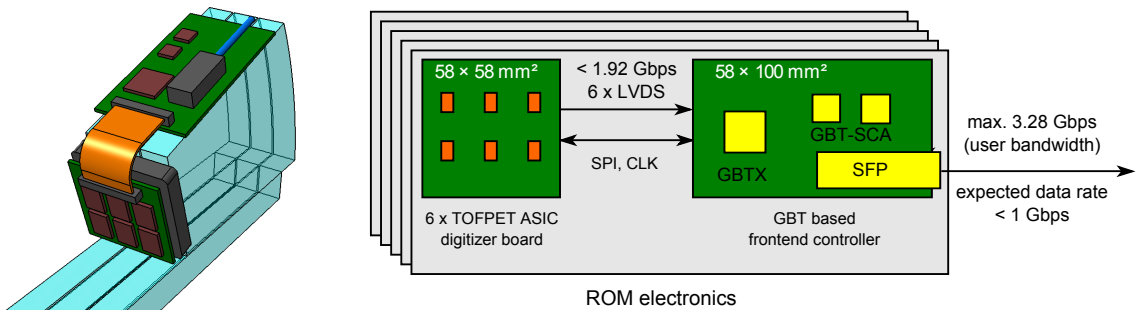 58 × 58 mm²
< 1.92 Gbps
6 x LVDS
SPI, CLK
6 x TOFPET ASIC
digitizer board
58 × 100 mm²
GBT-SCA
GBTX
SFP
GBT based
frontend controller
max. 3.28 Gbps
(user bandwidth)
expected data rate
< 1 Gbps
ROM electronics